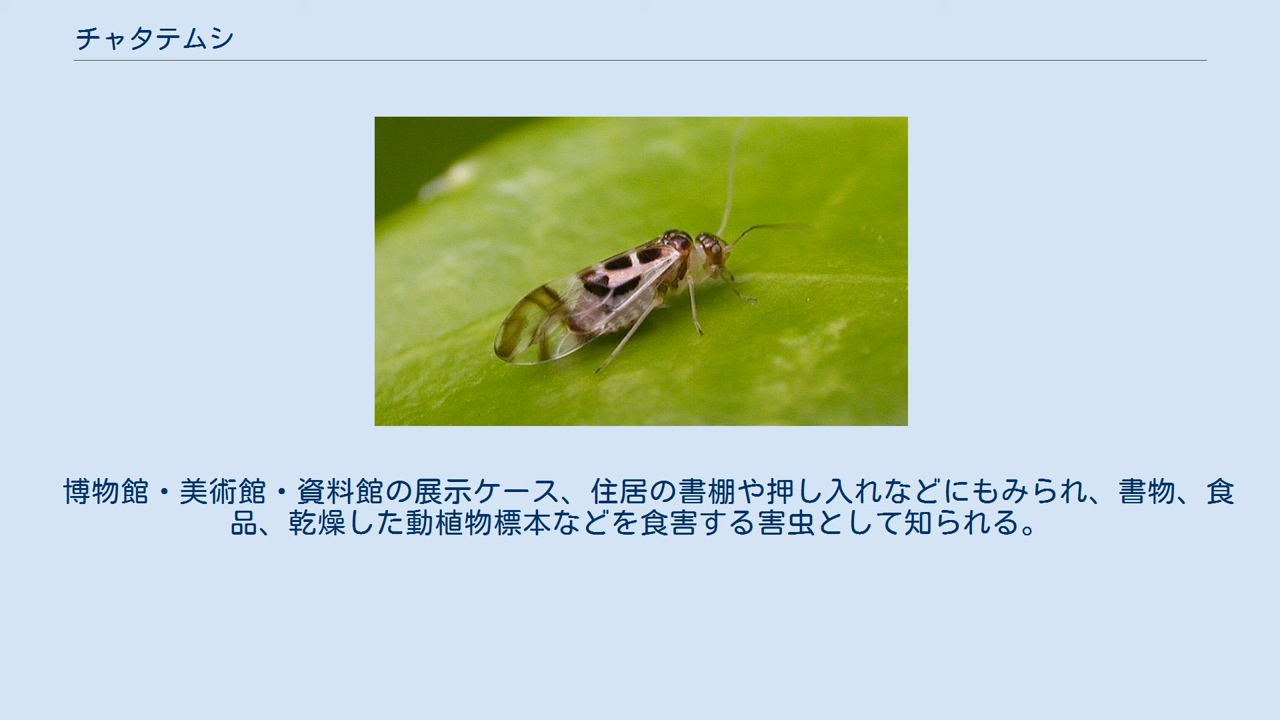 チャタテムシ
博物館・美術館・資料館の展示ケース、住居の書棚や押し入れなどにもみられ、書物、食
品、乾燥した動植物標本などを食害する害虫として知られる。